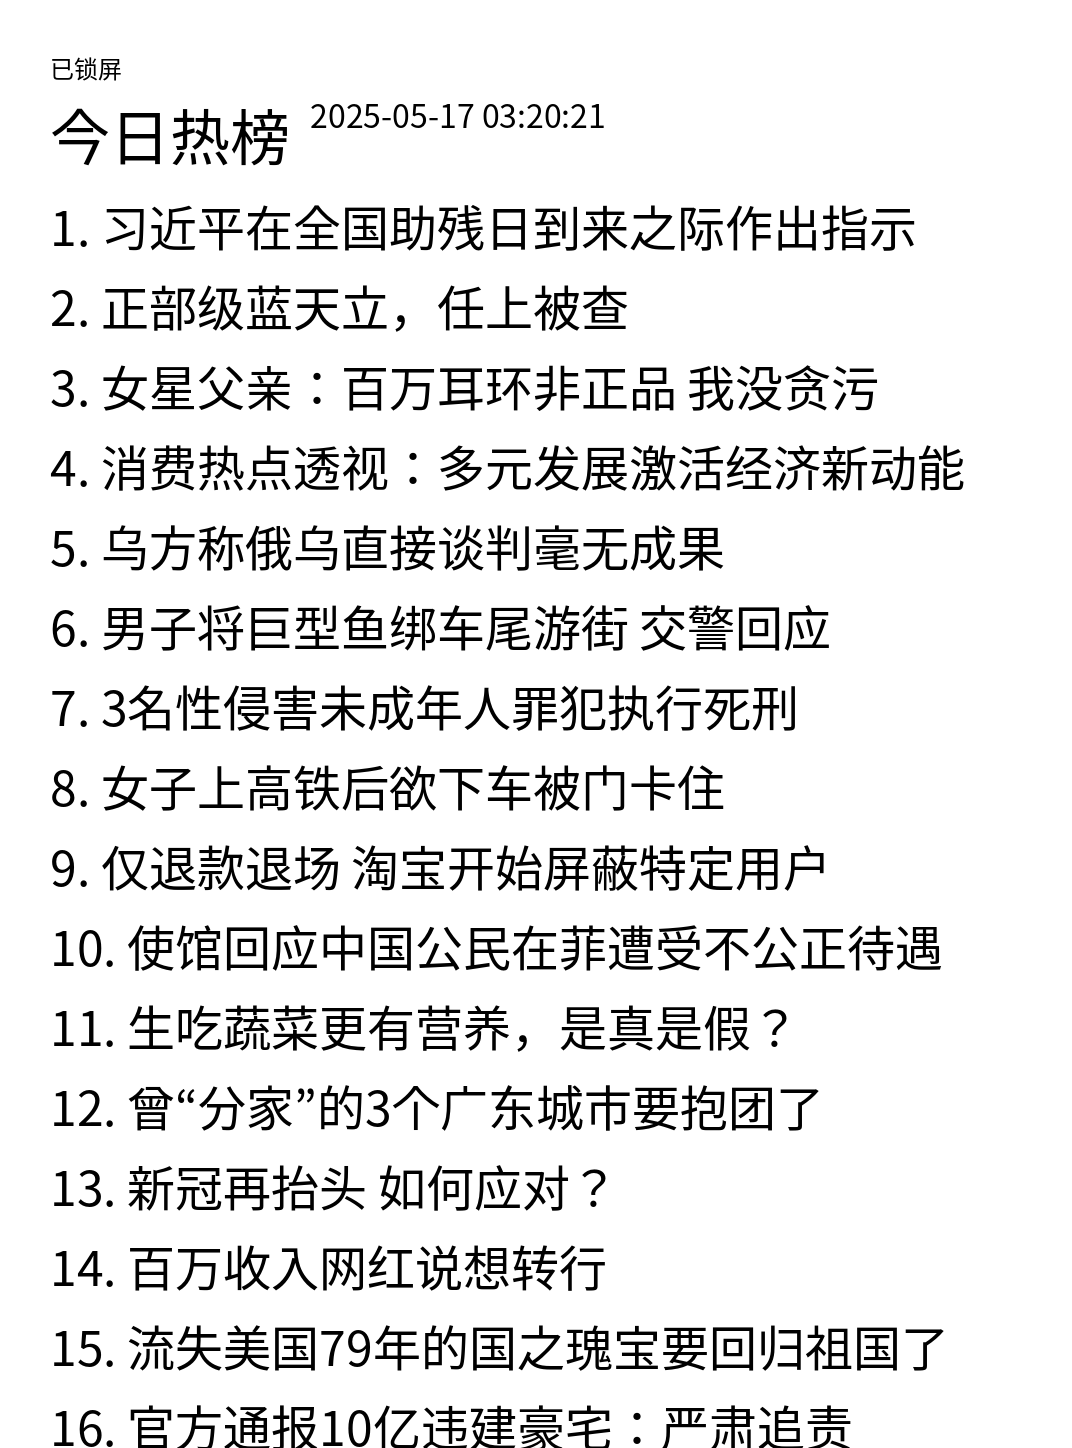 已锁屏
今日热榜 2025-05-17 03:20:21
1. 习近平在全国助残日到来之际作出指示
2. 正部级蓝天立，任上被查
3. 女星父亲：百万耳环非正品 我没贪污
4. 消费热点透视：多元发展激活经济新动能
5. 乌方称俄乌直接谈判毫无成果
6. 男子将巨型鱼绑车尾游街 交警回应
7. 3名性侵害未成年人罪犯执行死刑
8. 女子上高铁后欲下车被门卡住
9. 仅退款退场 淘宝开始屏蔽特定用户
10. 使馆回应中国公民在菲遭受不公正待遇
11. 生吃蔬菜更有营养，是真是假？
12. 曾“分家”的3个广东城市要抱团了
13. 新冠再抬头 如何应对？
14. 百万收入网红说想转行
15. 流失美国79年的国之瑰宝要回归祖国了
16. 官方通报10亿违建豪宅：严肃追责